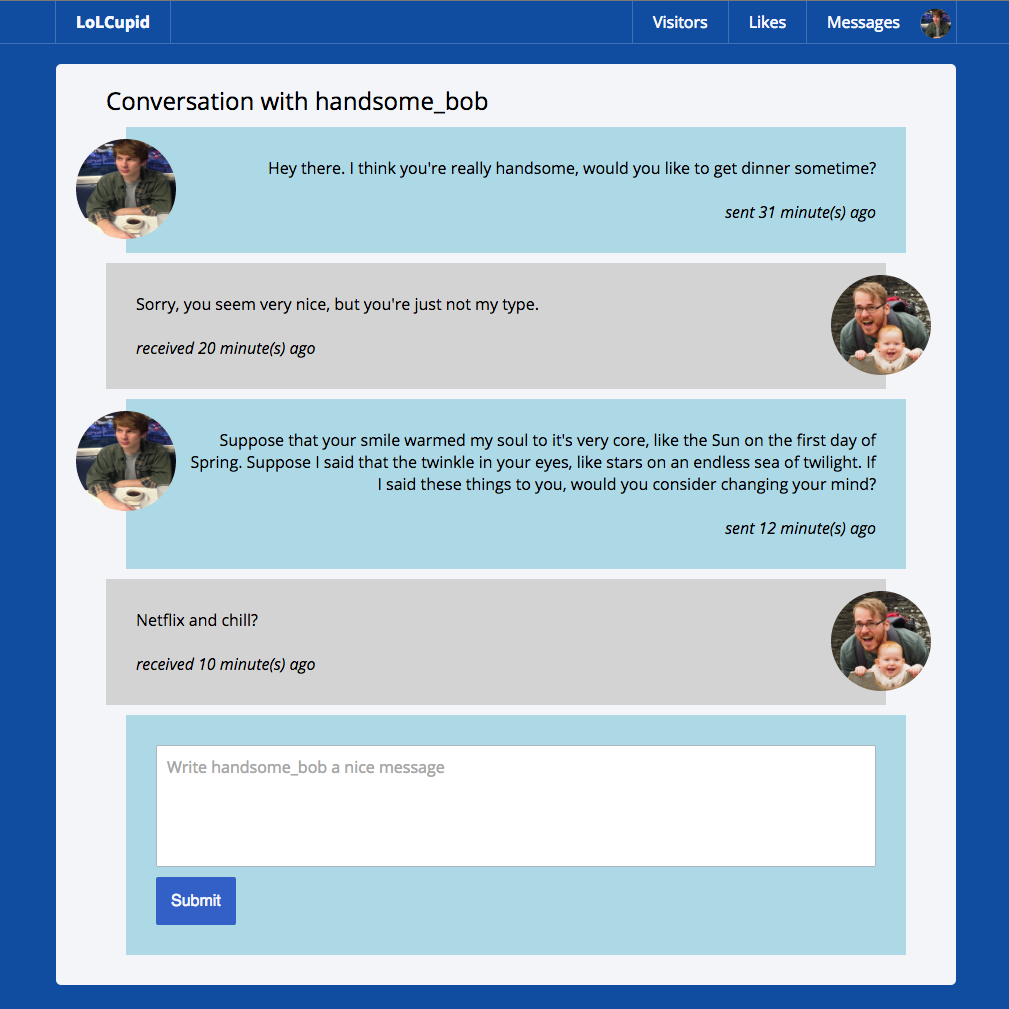 LoLCupid
Visitors
Likes
Messages
Conversation with handsome_bob
Hey there. I think you're really handsome, would you like to get dinner sometime?
sent 31 minute(s) ago
Sorry, you seem very nice, but you're just not my type.
received 20 minute(s) ago
Suppose that your smile warmed my soul to it's very core, like the Sun on the first day of
Spring. Suppose I said that the twinkle in your eyes, like stars on an endless sea of twilight. If
I said these things to you, would you consider changing your mind?
sent 12 minute(s) ago
Netflix and chill?
received 10 minute(s) ago
Write handsome_bob a nice message
Submit